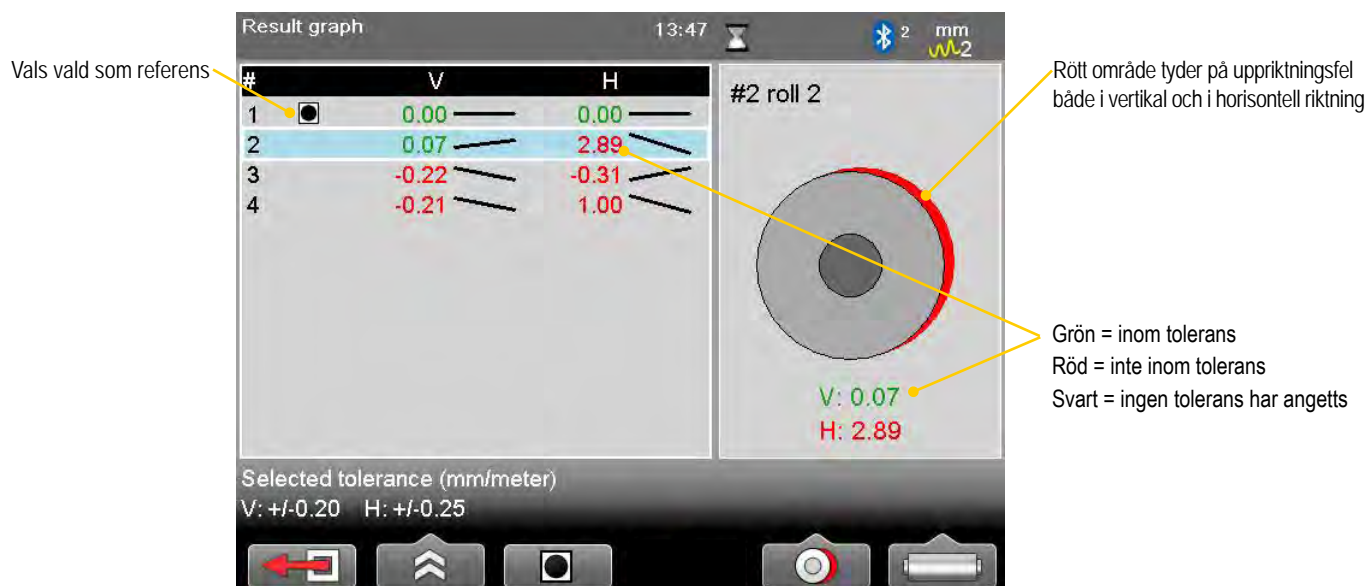 Result graph 13:47 2 mm
2
Vals vald som referens
# V H
1 0.00 0.00
2 0.07 2.89
3 -0.22 -0.31
4 -0.21 1.00
#2 roll 2
V: 0.07
H: 2.89
Rött område tyder på uppriktningsfel
både i vertikal och i horisontell riktning
Grön = inom tolerans
Röd = inte inom tolerans
Svart = ingen tolerans har angetts
Selected tolerance (mm/meter)
V: +/-0.20 H: +/-0.25